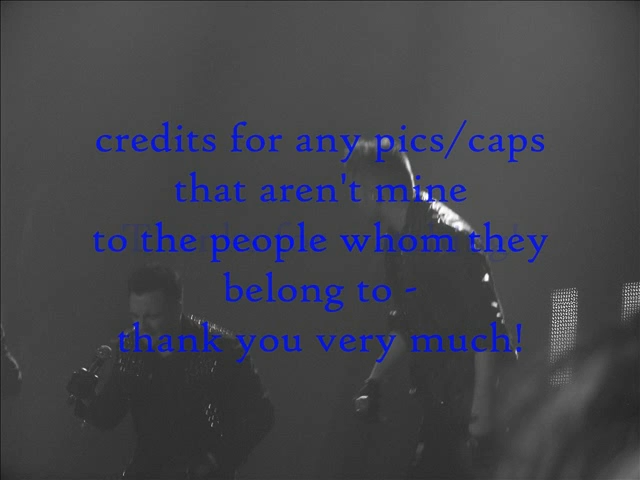 credits for any pics/caps
that aren't mine
to the people whom they
belong to -
thank you very much!